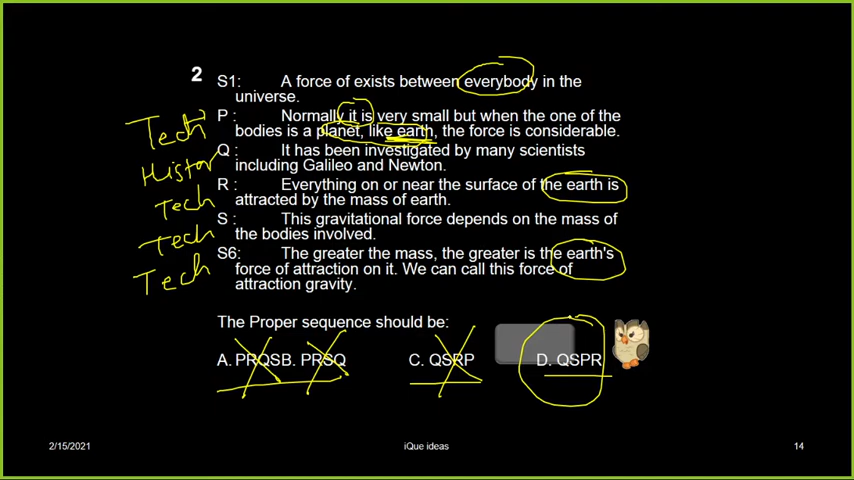 2
S1: A force of exists between everybody in the
universe.
P : Normally it is very small but when the one of the
bodies is a planet, like earth, the force is considerable.
Q : It has been investigated by many scientists
including Galileo and Newton.
R : Everything on or near the surface of the earth is
attracted by the mass of earth.
S : This gravitational force depends on the mass of
the bodies involved.
S6: The greater the mass, the greater is the earth's
force of attraction on it. We can call this force of
attraction gravity.
Tech
Histor
Tech
Tech
Tech
The Proper sequence should be:
A. PRQSB. PRSQ C. QSRP D. QSPR
2/15/2021 iQue ideas 14